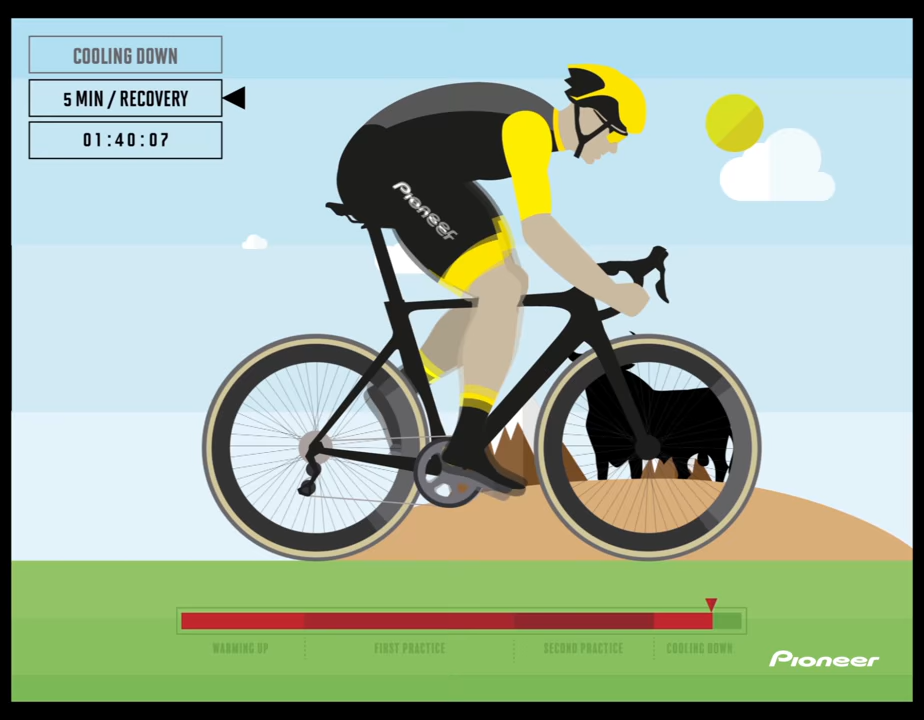 COOLING DOWN
5 MIN / RECOVERY
01:40:07
Pioneer
WARMING UP
FIRST PRACTICE
SECOND PRACTICE
COOLING DOWN
Pioneer